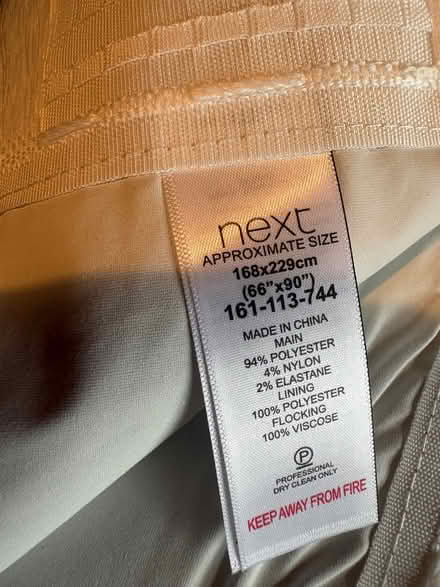 next
APPROXIMATE SIZE
168x229cm
(66"x90")
161-113-744
MADE IN CHINA
MAIN
94% POLYESTER
4% NYLON
2% ELASTANE
LINING
100% POLYESTER
FLOCKING
100% VISCOSE
P
PROFESSIONAL
DRY CLEAN ONLY
KEEP AWAY FROM FIRE